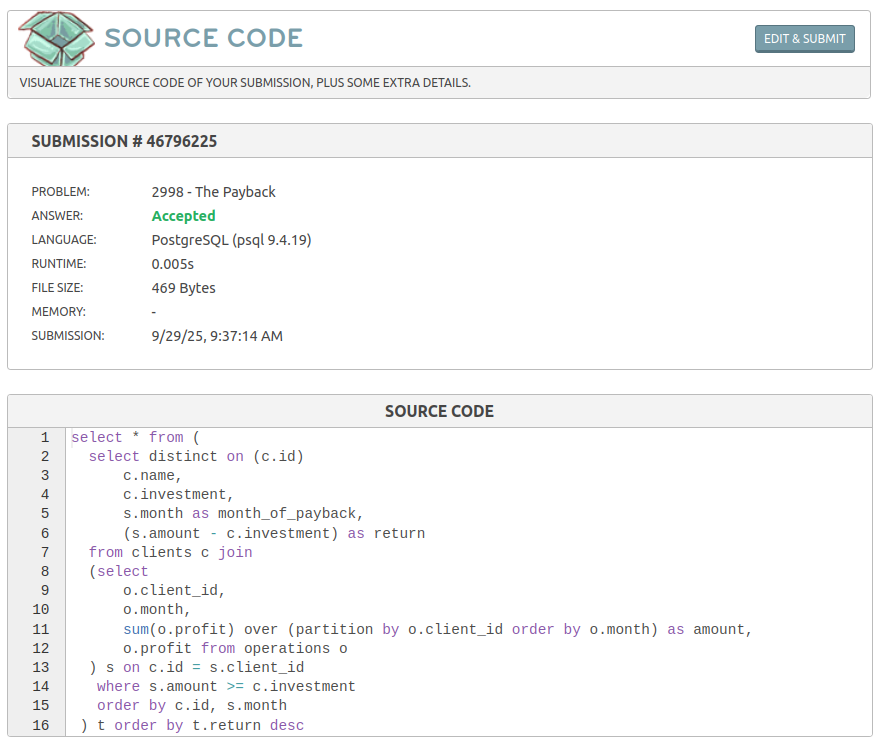 SOURCE CODE
EDIT & SUBMIT
VISUALIZE THE SOURCE CODE OF YOUR SUBMISSION, PLUS SOME EXTRA DETAILS.
SUBMISSION # 46796225
PROBLEM: 2998 - The Payback
ANSWER: Accepted
LANGUAGE: PostgreSQL (psql 9.4.19)
RUNTIME: 0.005s
FILE SIZE: 469 Bytes
MEMORY: -
SUBMISSION: 9/29/25, 9:37:14 AM
SOURCE CODE
1 select * from (
2   select distinct on (c.id)
3       c.name,
4       c.investment,
5       s.month as month_of_payback,
6       (s.amount - c.investment) as return
7   from clients c join
8   (select
9       o.client_id,
10       o.month,
11       sum(o.profit) over (partition by o.client_id order by o.month) as amount,
12       o.profit from operations o
13   ) s on c.id = s.client_id
14    where s.amount >= c.investment
15    order by c.id, s.month
16  ) t order by t.return desc